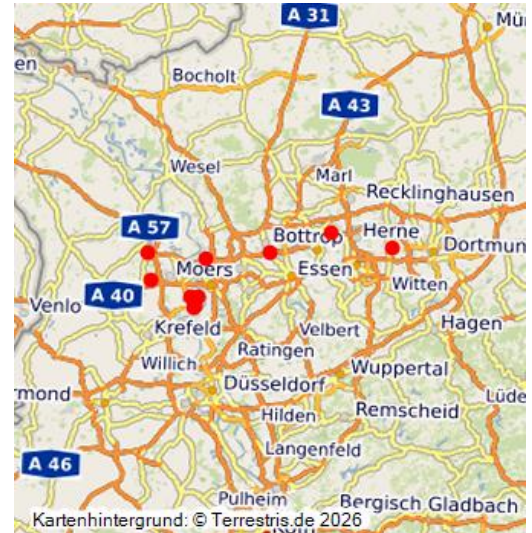 A 31
Mün
en
Bocholt
A 43
Wesel
Marl
Recklinghausen
A 57
Bottrop
Herne
Dortmun
Moers
Essen
A 40
Witten
Venlo
Krefeld
Velbert
Hagen
Ratingen
Willich
Wuppertal
Düsseldorf
Lüde
ermond
Remscheid
Hilden
Langenfeld
A 46
Pulheim
Bergisch Gladbach
Kartenhintergrund: © Terrestris.de 2026